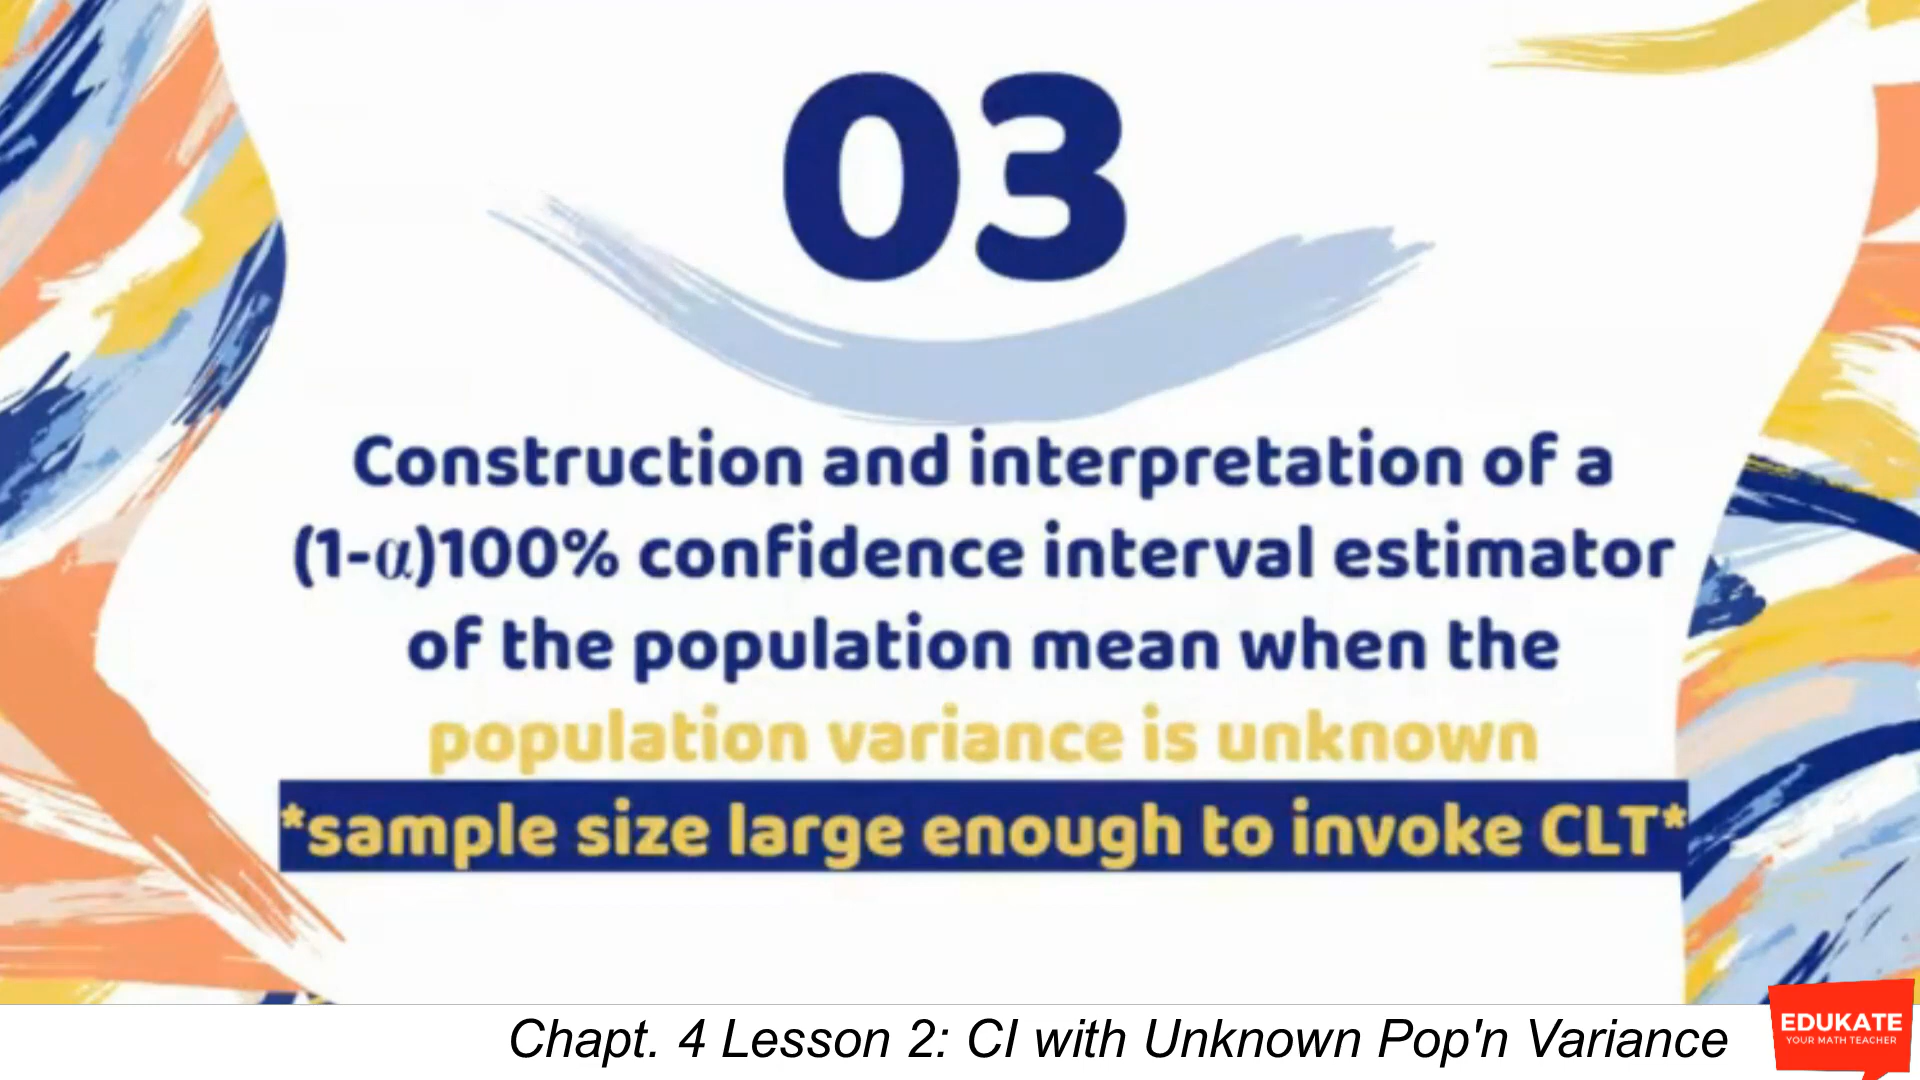 03
Construction and interpretation of a
(1-α)100% confidence interval estimator
of the population mean when the
population variance is unknown
*sample size large enough to invoke CLT*
Chapt. 4 Lesson 2: CI with Unknown Pop'n Variance
EDUKATE
YOUR MATH TEACHER